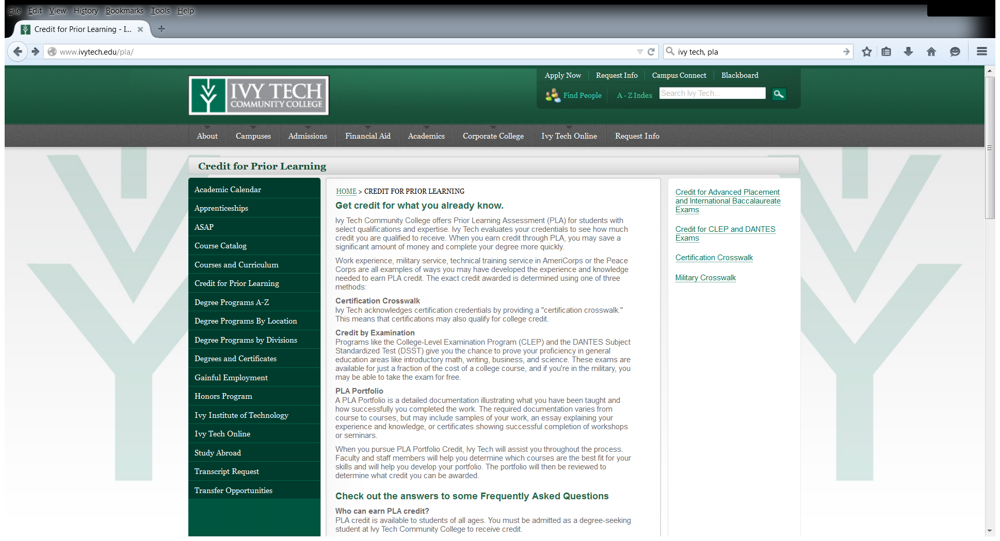 File Edit View History Bookmarks Tools Help
Credit for Prior Learning - I...
www.ivytech.edu/pla/
ivy tech, pla
IVY TECH
COMMUNITY COLLEGE
Apply Now Request Info Campus Connect Blackboard
Find People A - Z Index Search Ivy Tech...
About Campuses Admissions Financial Aid Academics Corporate College Ivy Tech Online Request Info
Credit for Prior Learning
Academic Calendar
Apprenticeships
ASAP
Course Catalog
Courses and Curriculum
Credit for Prior Learning
Degree Programs A-Z
Degree Programs By Location
Degree Programs by Divisions
Degrees and Certificates
Gainful Employment
Honors Program
Ivy Institute of Technology
Ivy Tech Online
Study Abroad
Transcript Request
Transfer Opportunities
HOME > CREDIT FOR PRIOR LEARNING
Get credit for what you already know.
Ivy Tech Community College offers Prior Learning Assessment (PLA) for students with
select qualifications and expertise. Ivy Tech evaluates your credentials to see how much
credit you are qualified to receive. When you earn credit through PLA, you may save a
significant amount of money and complete your degree more quickly.
Work experience, military service, technical training service in AmeriCorps or the Peace
Corps are all examples of ways you may have developed the experience and knowledge
needed to earn PLA credit. The exact credit awarded is determined using one of three
methods:
Certification Crosswalk
Ivy Tech acknowledges certification credentials by providing a "certification crosswalk."
This means that certifications may also qualify for college credit.
Credit by Examination
Programs like the College-Level Examination Program (CLEP) and the DANTES Subject
Standardized Test (DSST) give you the chance to prove your proficiency in general
education areas like introductory math, writing, business, and science. These exams are
available for just a fraction of the cost of a college course, and if you're in the military, you
may be able to take the exam for free.
PLA Portfolio
A PLA Portfolio is a detailed documentation illustrating what you have been taught and
how successfully you completed the work. The required documentation varies from
course to courses, but may include samples of your work, an essay explaining your
experience and knowledge, or certificates showing successful completion of workshops
or seminars.
When you pursue PLA Portfolio Credit, Ivy Tech will assist you throughout the process.
Faculty and staff members will help you determine which courses are the best fit for your
skills and will help you develop your portfolio. The portfolio will then be reviewed to
determine what credit you can be awarded.
Check out the answers to some Frequently Asked Questions
Who can earn PLA credit?
PLA credit is available to students of all ages. You must be admitted as a degree-seeking
student at Ivy Tech Community College to receive credit.
Credit for Advanced Placement
and International Baccalaureate
Exams
Credit for CLEP and DANTES
Exams
Certification Crosswalk
Military Crosswalk